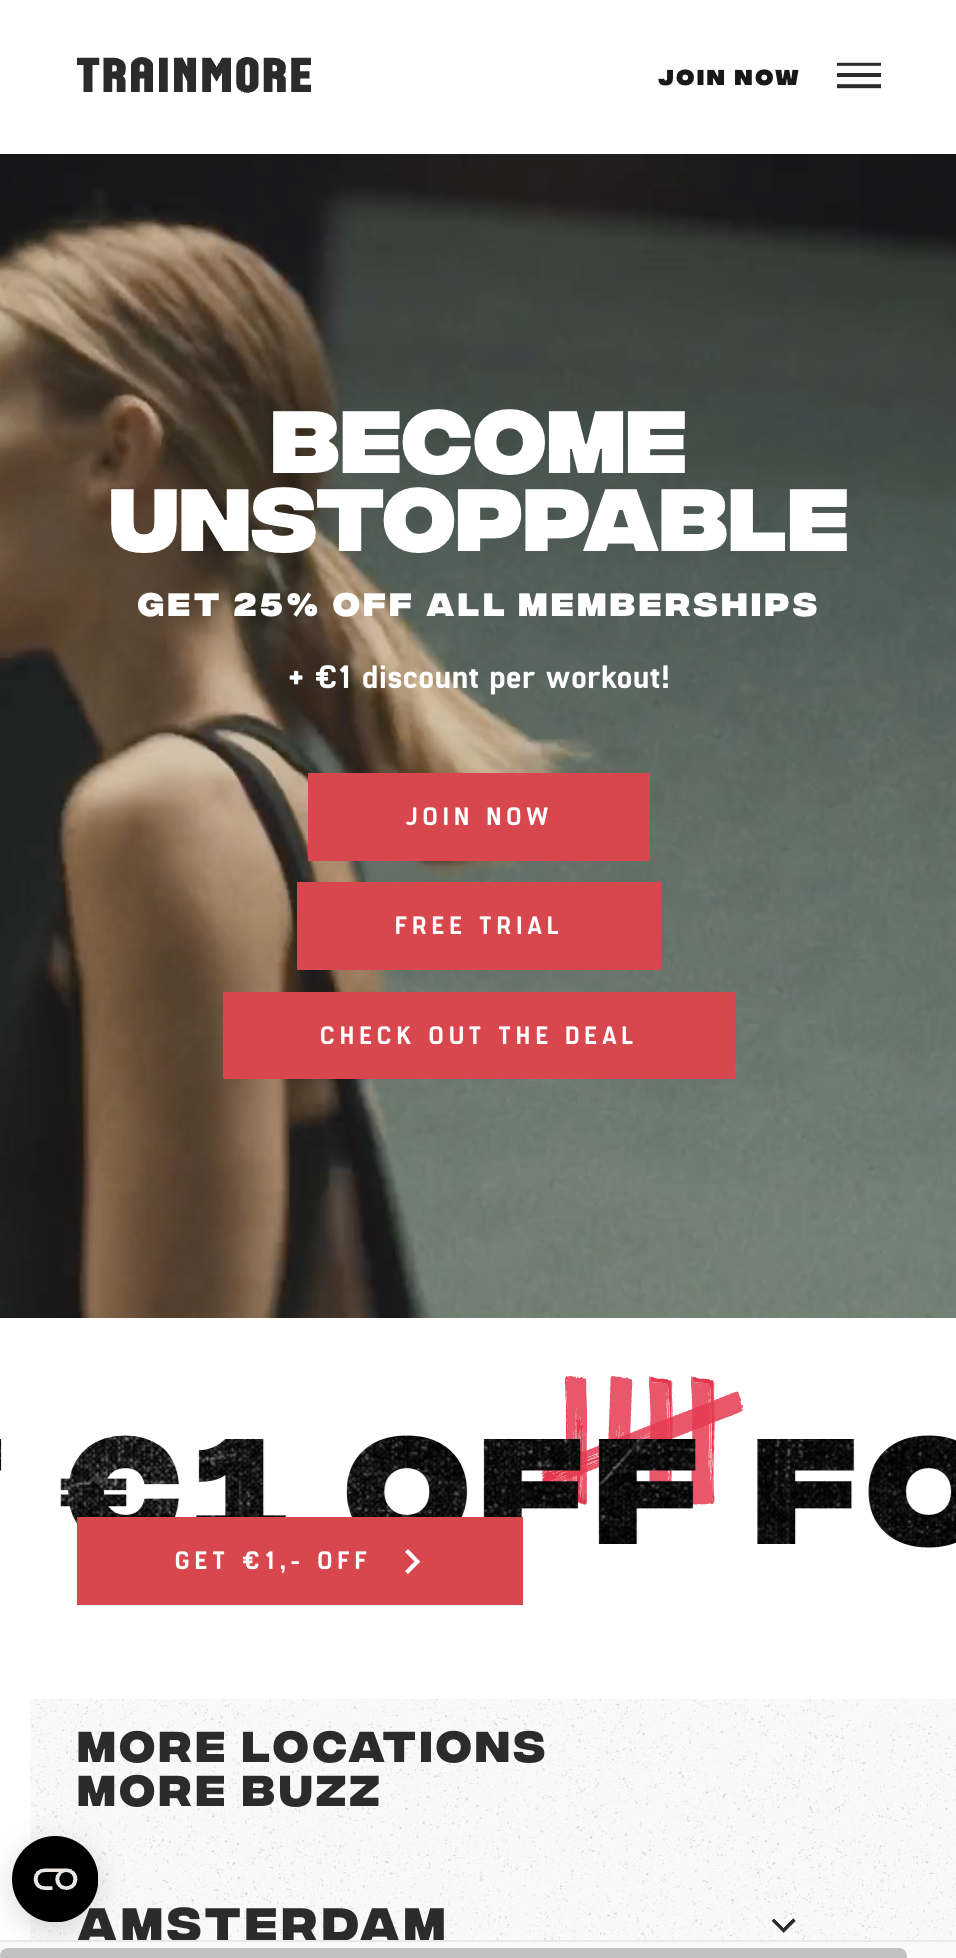 TRAINMORE
JOIN NOW
BECOME
UNSTOPPABLE
GET 25% OFF ALL MEMBERSHIPS
+ €1 discount per workout!
JOIN NOW
FREE TRIAL
CHECK OUT THE DEAL
€1 OFF FO
GET €1,- OFF
MORE LOCATIONS
MORE BUZZ
AMSTERDAM